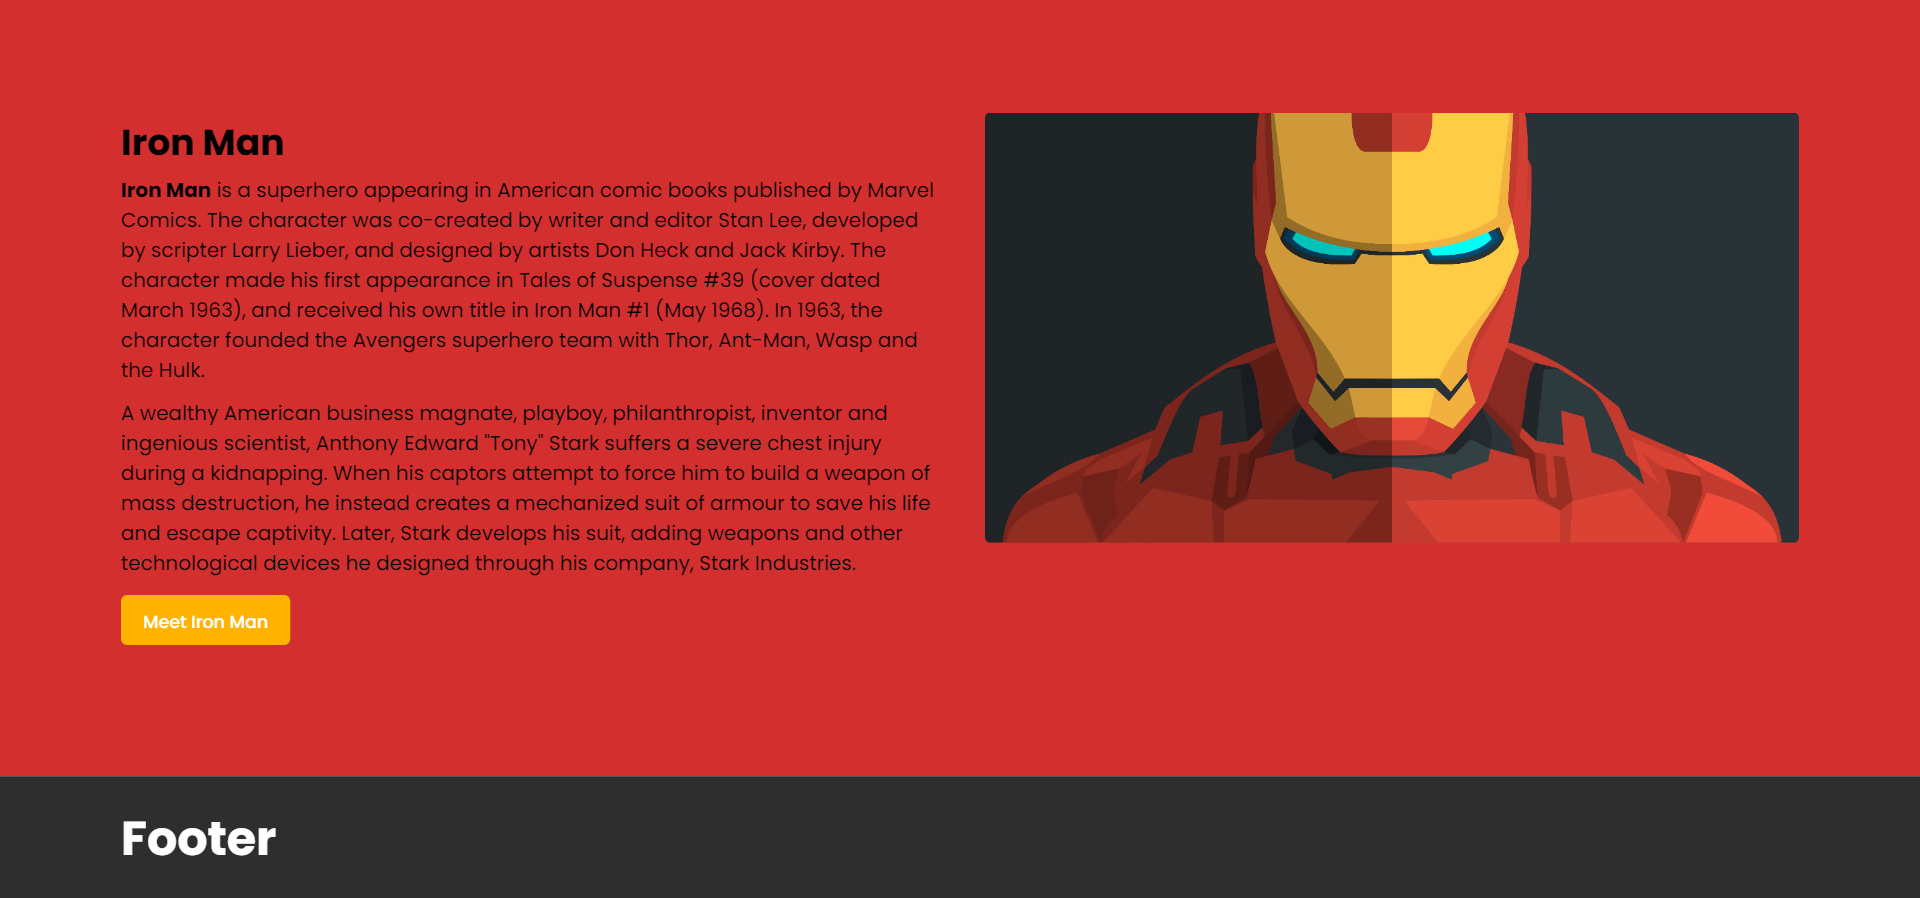 Iron Man
Iron Man is a superhero appearing in American comic books published by Marvel
Comics. The character was co-created by writer and editor Stan Lee, developed
by scripter Larry Lieber, and designed by artists Don Heck and Jack Kirby. The
character made his first appearance in Tales of Suspense #39 (cover dated
March 1963), and received his own title in Iron Man #1 (May 1968). In 1963, the
character founded the Avengers superhero team with Thor, Ant-Man, Wasp and
the Hulk.
A wealthy American business magnate, playboy, philanthropist, inventor and
ingenious scientist, Anthony Edward "Tony" Stark suffers a severe chest injury
during a kidnapping. When his captors attempt to force him to build a weapon of
mass destruction, he instead creates a mechanized suit of armour to save his life
and escape captivity. Later, Stark develops his suit, adding weapons and other
technological devices he designed through his company, Stark Industries.
Meet Iron Man
Footer